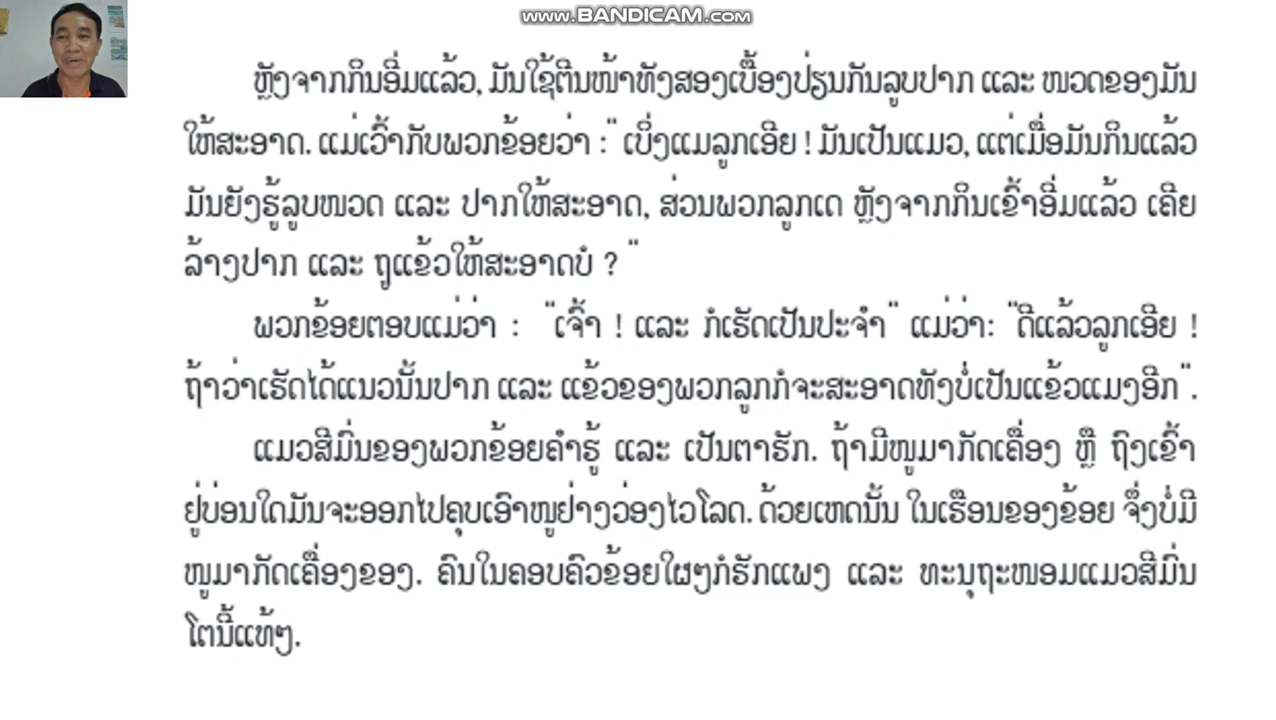 www.BANDICAM.com
ຫຼັງຈາກກິນອີ່ມແລ້ວ, ມັນໃຊ້ຕີນໜ້າທັງສອງເບື້ອງປ່ຽນກັນລູບປາກ ແລະ ໜວດຂອງມັນ
ໃຫ້ສະອາດ. ແມ່ເວົ້າກັບພວກຂ້ອຍວ່າ :“ ເບິ່ງແມລູກເອີຍ ! ມັນເປັນແມວ, ແຕ່ເມື່ອມັນກິນແລ້ວ
ມັນຍັງຮູ້ລູບໜວດ ແລະ ປາກໃຫ້ສະອາດ, ສ່ວນພວກລູກເດ ຫຼັງຈາກກິນເຂົ້າອີ່ມແລ້ວ ເຄີຍ
ລ້າງປາກ ແລະ ຖູແຂ້ວໃຫ້ສະອາດບໍ ? ”
ພວກຂ້ອຍຕອບແມ່ວ່າ : “ເຈົ້າ ! ແລະ ກໍເຮັດເປັນປະຈຳ” ແມ່ວ່າ: “ດີແລ້ວລູກເອີຍ !
ຖ້າວ່າເຮັດໄດ້ແນວນັ້ນປາກ ແລະ ແຂ້ວຂອງພວກລູກກໍຈະສະອາດທັງບໍ່ເປັນແຂ້ວແມງອີກ”.
ແມວສີມິ່ນຂອງພວກຂ້ອຍຄຳຮູ້ ແລະ ເປັນຕາຮັກ. ຖ້າມີໜູມາກັດເຄື່ອງ ຫຼື ຖົງເຂົ້າ
ຢູ່ບ່ອນໃດມັນຈະອອກໄປຄຸບເອົາໜູຢ່າງວ່ອງໄວໂລດ. ດ້ວຍເຫດນັ້ນ ໃນເຮືອນຂອງຂ້ອຍ ຈຶ່ງບໍ່ມີ
ໜູມາກັດເຄື່ອງຂອງ. ຄົນໃນຄອບຄົວຂ້ອຍໃຜໆກໍຮັກແພງ ແລະ ທະນຸຖະໜອມແມວສີມິ່ນ
ໂຕນີ້ແທ້ໆ.